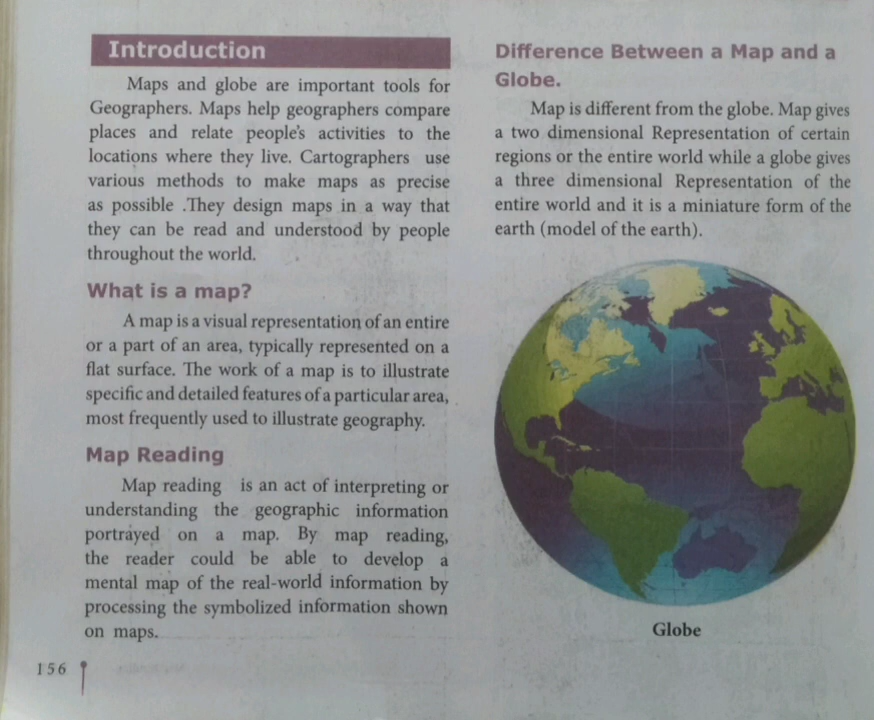 Introduction
Maps and globe are important tools for
Geographers. Maps help geographers compare
places and relate people's activities to the
locations where they live. Cartographers use
various methods to make maps as precise
as possible .They design maps in a way that
they can be read and understood by people
throughout the world.
What is a map?
A map is a visual representation of an entire
or a part of an area, typically represented on a
flat surface. The work of a map is to illustrate
specific and detailed features of a particular area,
most frequently used to illustrate geography.
Map Reading
Map reading is an act of interpreting or
understanding the geographic information
portrayed on a map. By map reading,
the reader could be able to develop a
mental map of the real-world information by
processing the symbolized information shown
on maps.
156
Difference Between a Map and a
Globe.
Map is different from the globe. Map gives
a two dimensional Representation of certain
regions or the entire world while a globe gives
a three dimensional Representation of the
entire world and it is a miniature form of the
earth (model of the earth).
Globe